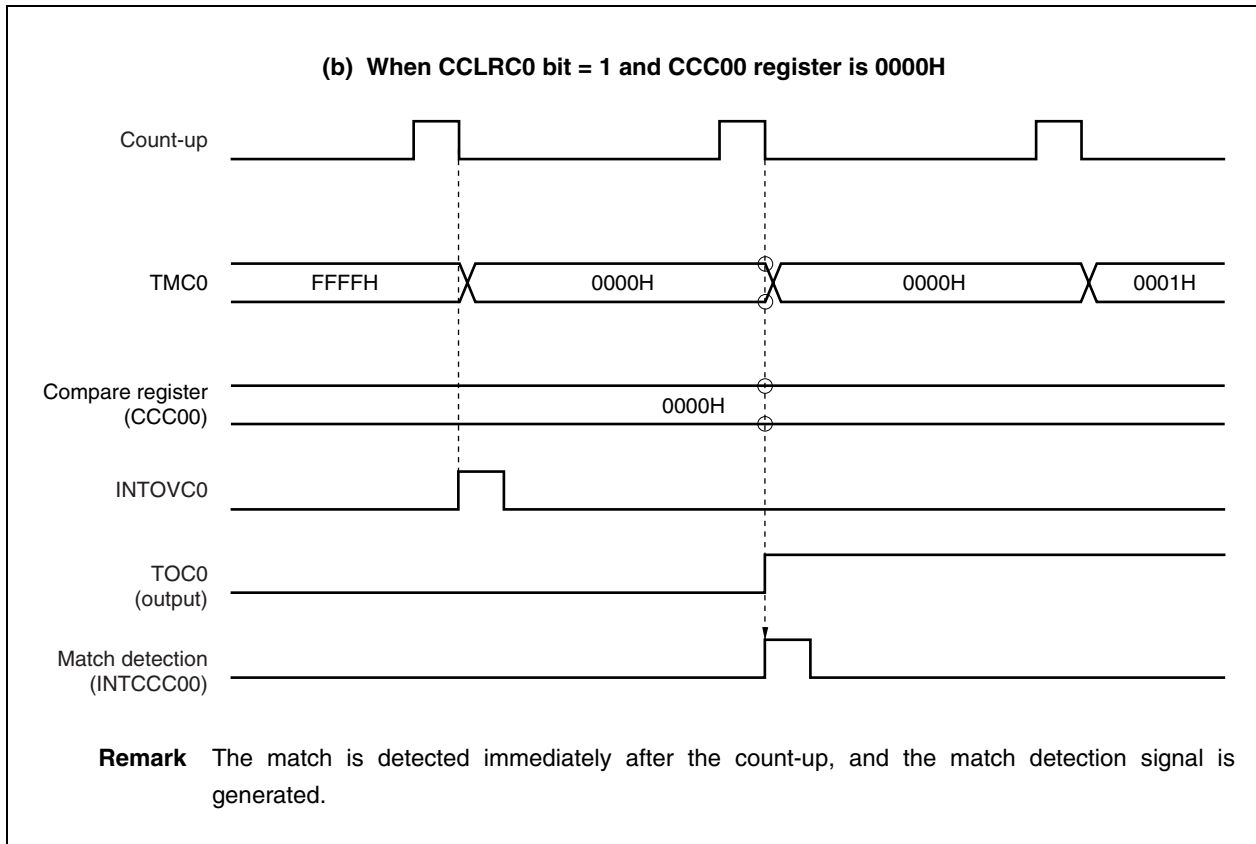 (b) When CCLRC0 bit = 1 and CCC00 register is 0000H
Count-up
TMC0
FFFFH
0000H
0000H
0001H
Compare register
(CCC00)
0000H
INTOVC0
TOC0
(output)
Match detection
(INTCCC00)
Remark The match is detected immediately after the count-up, and the match detection signal is
generated.